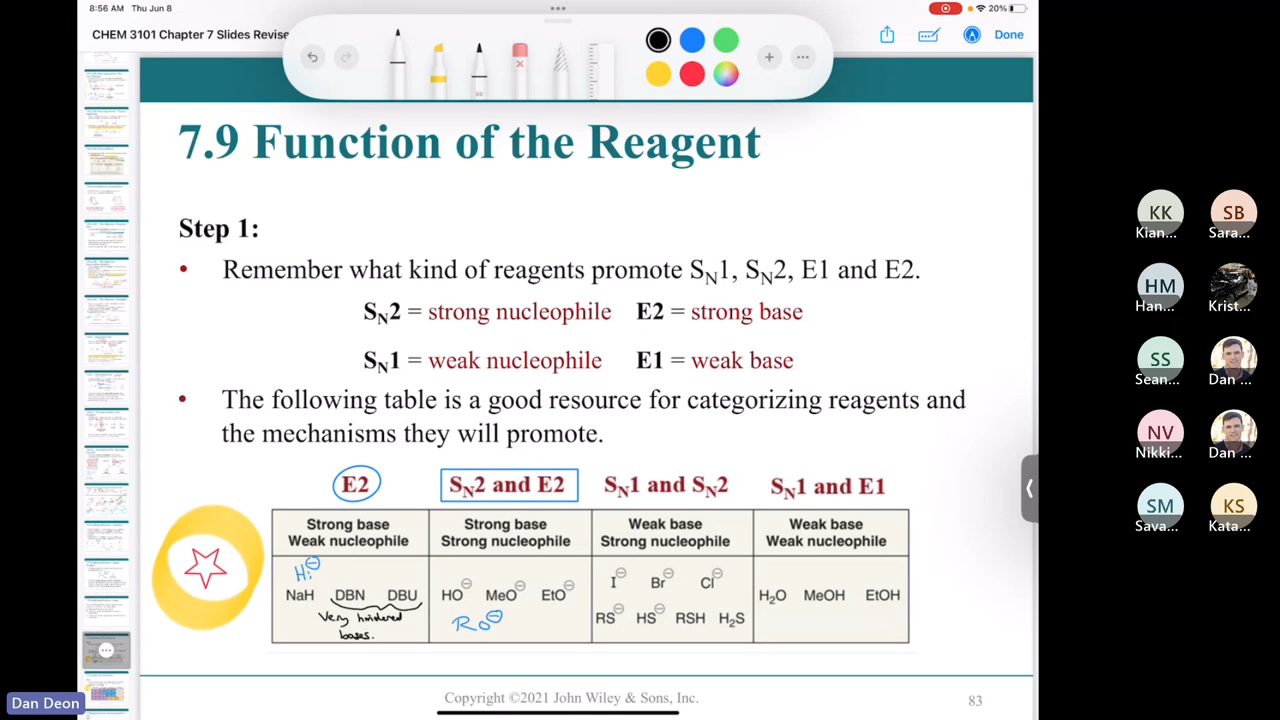 8:56 AM Thu Jun 8
20%
CHEM 3101 Chapter 7 Slides Revise
Done
50
7.9 Function of the Reagent
Step 1:
• Remember what kind of reagents promote SN1, SN2, E1 and E2.
SN2 = strong nucleophile E2 = strong base
SN1 = weak nucleophile E1 = weak base
• The following table is a good resource for categorizing reagents and
the mechanisms they will promote.
E2 SN2 and E2 SN1 and SN2 SN1 and E1
Strong base Strong base Weak base Weak base
Weak nucleophile Strong nucleophile Strong nucleophile Weak nucleophile
H:⊖
I⊖ Br⊖ Cl⊖
NaH DBN DBU HO⊖ MeO⊖ EtO⊖ H2O MeOH EtOH
Very hindered
bases.
RO⊖
RS⊖ HS⊖ RSH H2S
Copyright ©2021 John Wiley & Sons, Inc.
83
KK SB
Kian... Sara...
HM
Han... Krist...
SS
Sean... Dan ...
NV
Nikki... Dan ...
SM KS
Sava... Kata...
Dan Deon